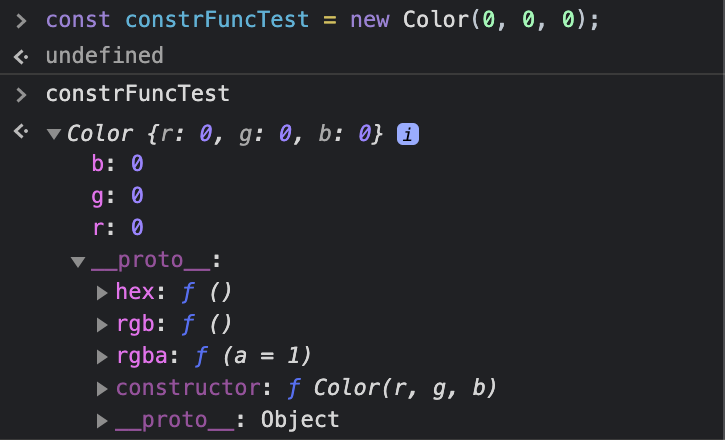 > const constrFuncTest = new Color(0, 0, 0);
<· undefined
> constrFuncTest
<· ▼Color {r: 0, g: 0, b: 0} i
b: 0
g: 0
r: 0
▼__proto__:
▶hex: ƒ ()
▶rgb: ƒ ()
▶rgba: ƒ (a = 1)
▶constructor: ƒ Color(r, g, b)
▶__proto__: Object